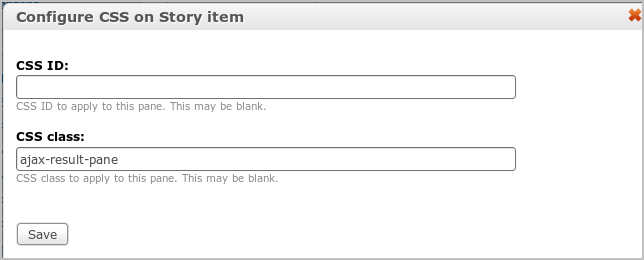 Configure CSS on Story item
CSS ID:
CSS ID to apply to this pane. This may be blank.
CSS class:
ajax-result-pane
CSS class to apply to this pane. This may be blank.
Save